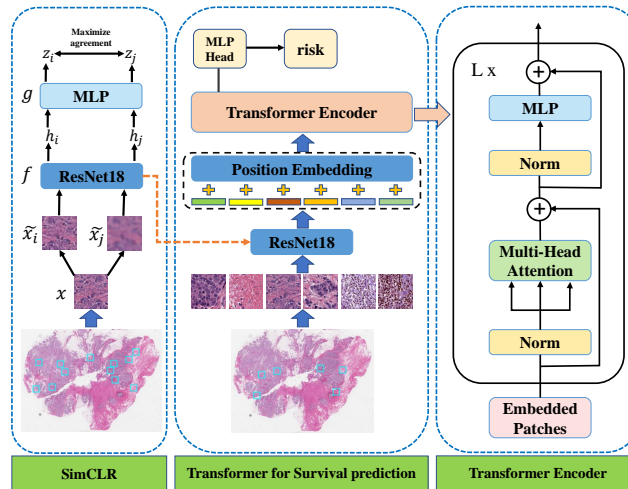 Maximize
agreement
z_i
z_j
g
MLP
h_i
h_j
f
ResNet18
x̃_i
x̃_j
x
SimCLR
MLP
Head
risk
Transformer Encoder
Position Embedding
ResNet18
Transformer for Survival prediction
L x
MLP
Norm
Multi-Head
Attention
Norm
Embedded
Patches
Transformer Encoder